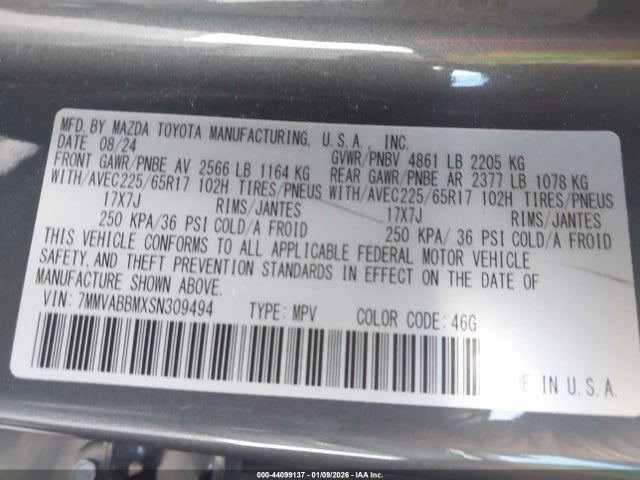 MFD. BY MAZDA TOYOTA MANUFACTURING, U.S.A., INC.
DATE 08/24 GVWR/PNBV 4861 LB 2205 KG
FRONT GAWR/PNBE AV 2566 LB 1164 KG REAR GAWR/PNBE AR 2377 LB 1078 KG
WITH/AVEC225/65R17 102H TIRES/PNEUS WITH/AVEC225/65R17 102H TIRES/PNEUS
17X7J RIMS/JANTES 17X7J RIMS/JANTES
250 KPA/36 PSI COLD/A FROID 250 KPA/ 36 PSI COLD/A FROID
THIS VEHICLE CONFORMS TO ALL APPLICABLE FEDERAL MOTOR VEHICLE
SAFETY, AND THEFT PREVENTION STANDARDS IN EFFECT ON THE DATE OF
MANUFACTURE SHOWN ABOVE.
VIN: 7MMVABBMXSN309494 TYPE: MPV COLOR CODE: 46G
DE IN U.S.A.
000-44099137 - 01/09/2026 - IAA Inc.